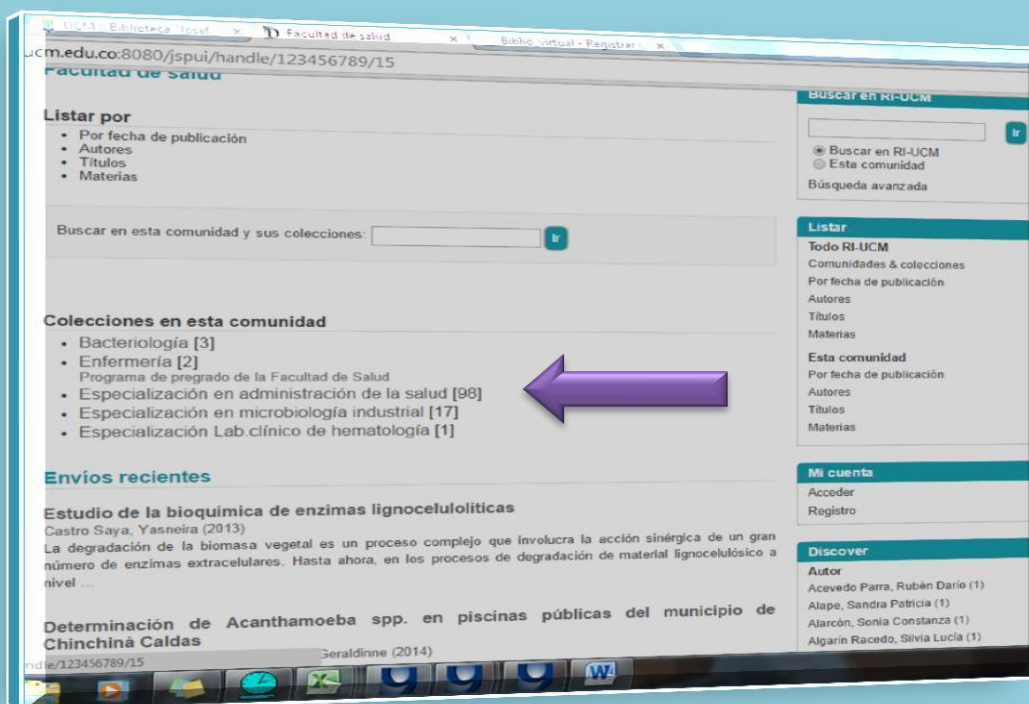 UCM - Biblioteca "Josef
Facultad de salud
Biblio. virtual - Registrar
ucm.edu.co:8080/jspui/handle/123456789/15
Facultad de salud
Listar por
Por fecha de publicación
Autores
Títulos
Materias
Buscar en esta comunidad y sus colecciones:
Ir
Colecciones en esta comunidad
Bacteriología [3]
Enfermería [2]
Programa de pregrado de la Facultad de Salud
Especialización en administración de la salud [98]
Especialización en microbiología industrial [17]
Especialización Lab.clínico de hematología [1]
Envíos recientes
Estudio de la bioquímica de enzimas lignocelulolíticas
Castro Saya, Yasneira (2013)
La degradación de la biomasa vegetal es un proceso complejo que involucra la acción sinérgica de un gran
número de enzimas extracelulares. Hasta ahora, en los procesos de degradación de material lignocelulósico a
nivel ...
Determinación de Acanthamoeba spp. en piscinas públicas del municipio de
Chinchiná Caldas
Geraldinne (2014)
ndle/123456789/15
Buscar en RI-UCM
Ir
Buscar en RI-UCM
Esta comunidad
Búsqueda avanzada
Listar
Todo RI-UCM
Comunidades & colecciones
Por fecha de publicación
Autores
Títulos
Materias
Esta comunidad
Por fecha de publicación
Autores
Títulos
Materias
Mi cuenta
Acceder
Registro
Discover
Autor
Acevedo Parra, Rubén Darío (1)
Alape, Sandra Patricia (1)
Alarcón, Sonia Constanza (1)
Algarín Racedo, Silvia Lucía (1)